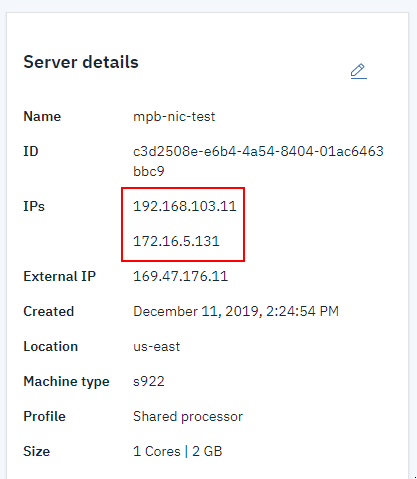 Server details
Name mpb-nic-test
ID c3d2508e-e6b4-4a54-8404-01ac6463
bbc9
IPs 192.168.103.11
172.16.5.131
External IP 169.47.176.11
Created December 11, 2019, 2:24:54 PM
Location us-east
Machine type s922
Profile Shared processor
Size 1 Cores | 2 GB